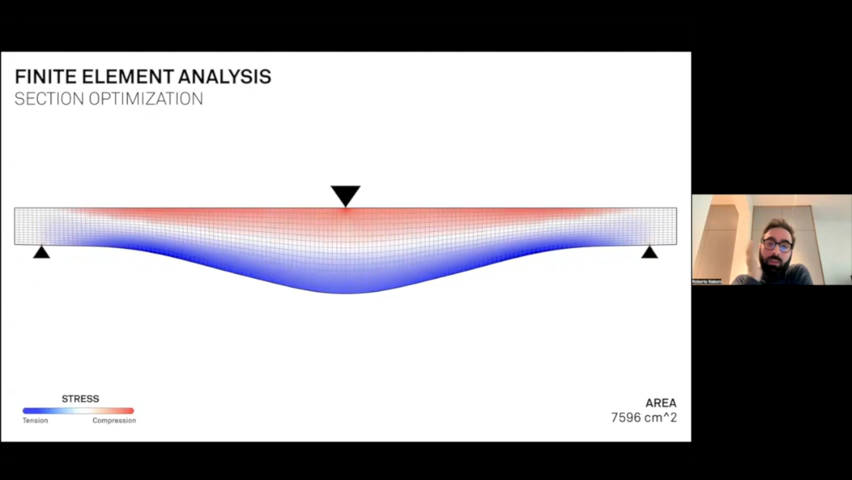 FINITE ELEMENT ANALYSIS
SECTION OPTIMIZATION
STRESS
Tension Compression
AREA
7596 cm^2